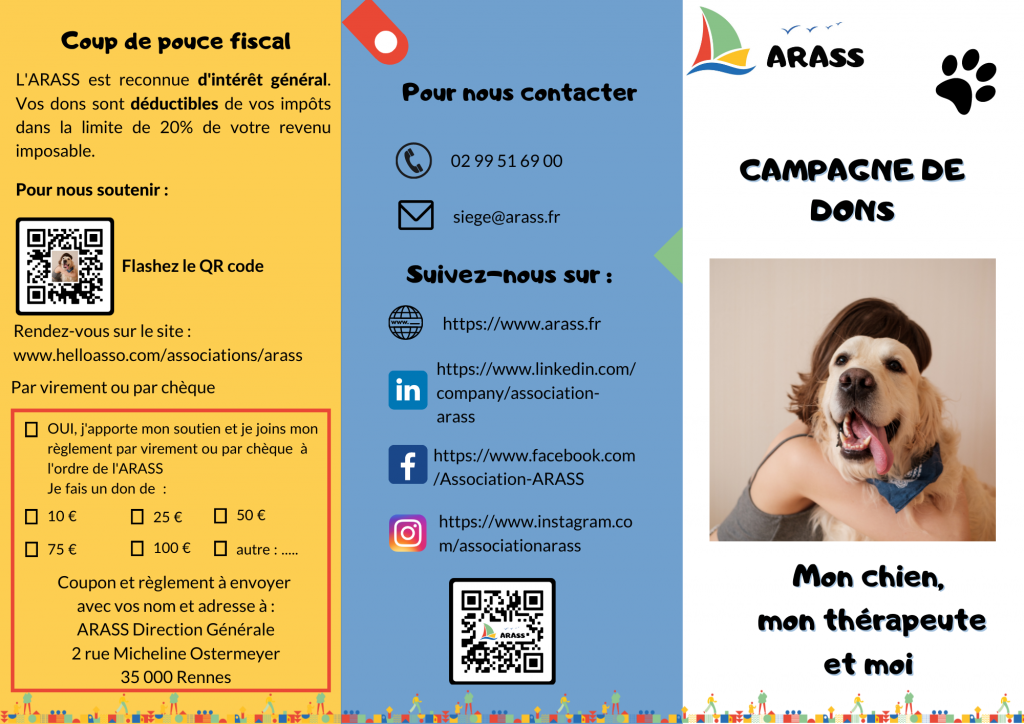 Coup de pouce fiscal
L'ARASS est reconnue d'intérêt général.
Vos dons sont déductibles de vos impôts
dans la limite de 20% de votre revenu
imposable.
Pour nous soutenir :
Flashez le QR code
Rendez-vous sur le site :
www.helloasso.com/associations/arass
Par virement ou par chèque
OUI, j'apporte mon soutien et je joins mon
règlement par virement ou par chèque à
l'ordre de l'ARASS
Je fais un don de :
10 € 25 € 50 €
75 € 100 € autre : .....
Coupon et règlement à envoyer
avec vos nom et adresse à :
ARASS Direction Générale
2 rue Micheline Ostermeyer
35 000 Rennes
Pour nous contacter
02 99 51 69 00
siege@arass.fr
Suivez-nous sur :
www...
https://www.arass.fr
in
https://www.linkedin.com/
company/association-
arass
f
https://www.facebook.com
/Association-ARASS
https://www.instagram.co
m/associationarass
ARASS
ARASS
CAMPAGNE DE
DONS
Mon chien,
mon thérapeute
et moi